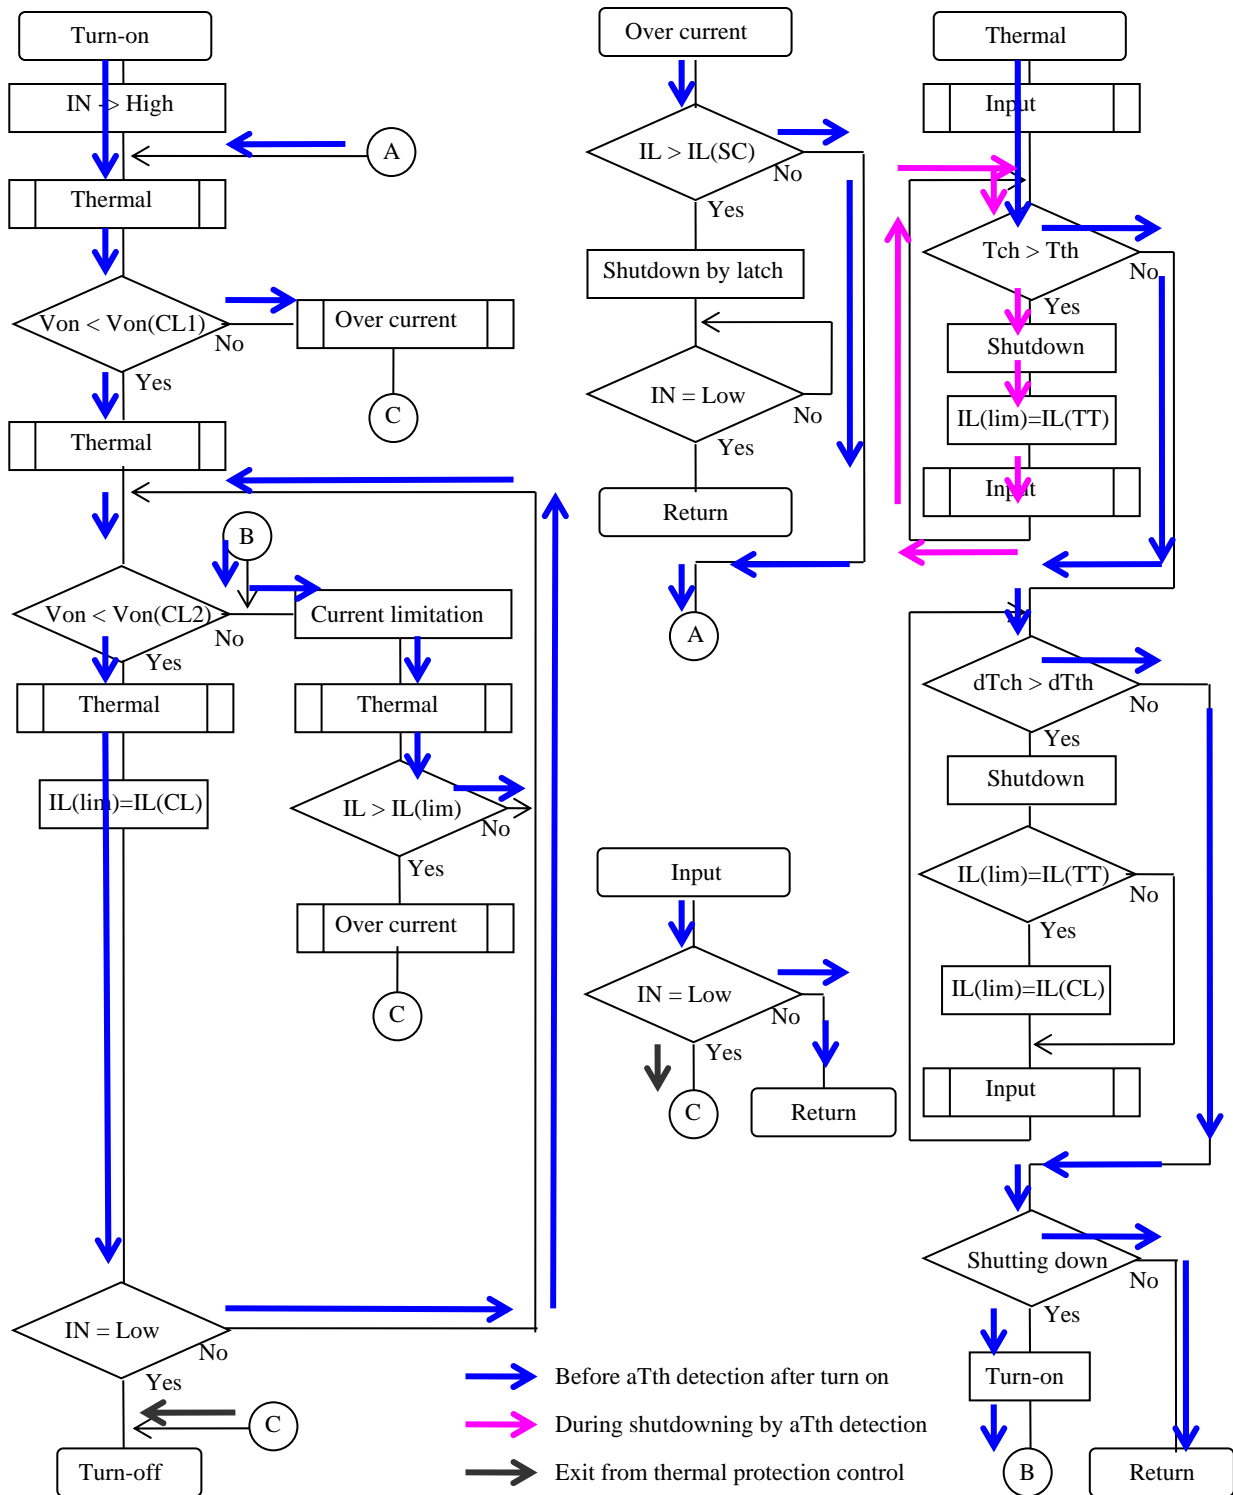 Turn-on
IN -> High
A
Thermal
Von < Von(CL1)
No
Over current
Yes
C
Thermal
B
Von < Von(CL2)
No
Current limitation
Yes
Thermal
Thermal
IL(lim)=IL(CL)
IL > IL(lim)
No
Yes
Over current
C
IN = Low
No
Yes
C
Turn-off
Over current
IL > IL(SC)
No
Yes
Shutdown by latch
IN = Low
No
Yes
Return
A
Input
IN = Low
No
Yes
C
Return
Thermal
Input
Tch > Tth
No
Yes
Shutdown
IL(lim)=IL(TT)
Input
dTch > dTth
No
Yes
Shutdown
IL(lim)=IL(TT)
No
Yes
IL(lim)=IL(CL)
Input
Shutting down
No
Yes
Turn-on
B
Return
Before aTth detection after turn on
During shutdowning by aTth detection
Exit from thermal protection control